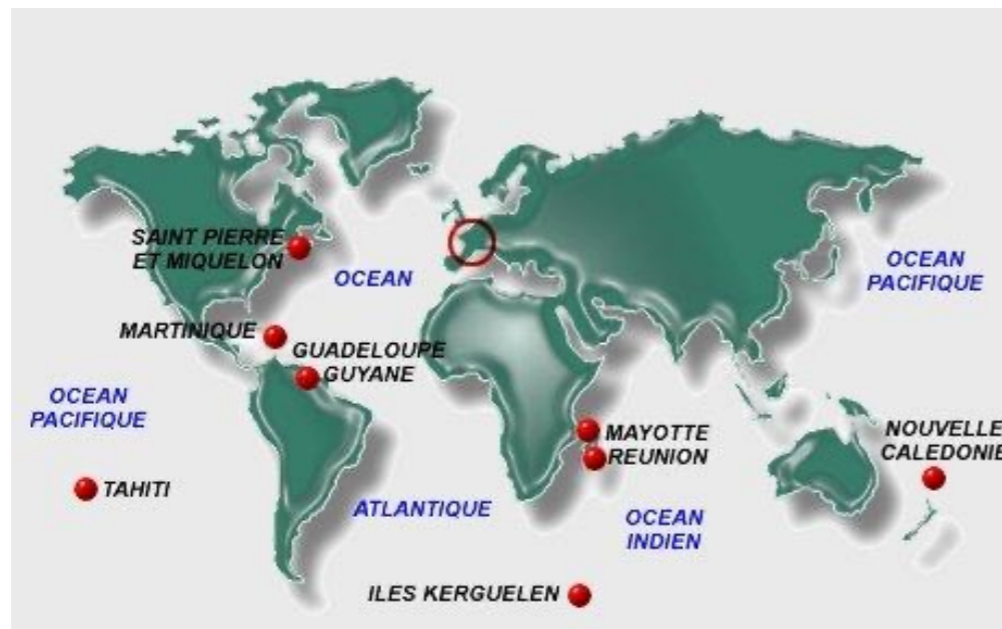 SAINT PIERRE
ET MIQUELON
OCEAN
OCEAN
PACIFIQUE
MARTINIQUE
GUADELOUPE
GUYANE
OCEAN
PACIFIQUE
MAYOTTE
REUNION
NOUVELLE
CALEDONIE
TAHITI
ATLANTIQUE
OCEAN
INDIEN
ILES KERGUELEN